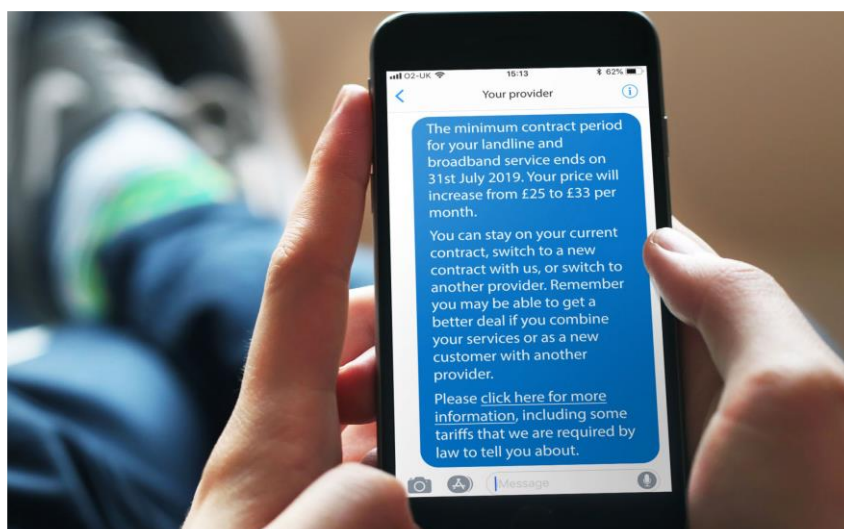 O2-UK 15:13 62%
Your provider
The minimum contract period
for your landline and
broadband service ends on
31st July 2019. Your price will
increase from £25 to £33 per
month.
You can stay on your current
contract, switch to a new
contract with us, or switch to
another provider. Remember
you may be able to get a
better deal if you combine
your services or as a new
customer with another
provider.
Please click here for more
information, including some
tariffs that we are required by
law to tell you about.
Message